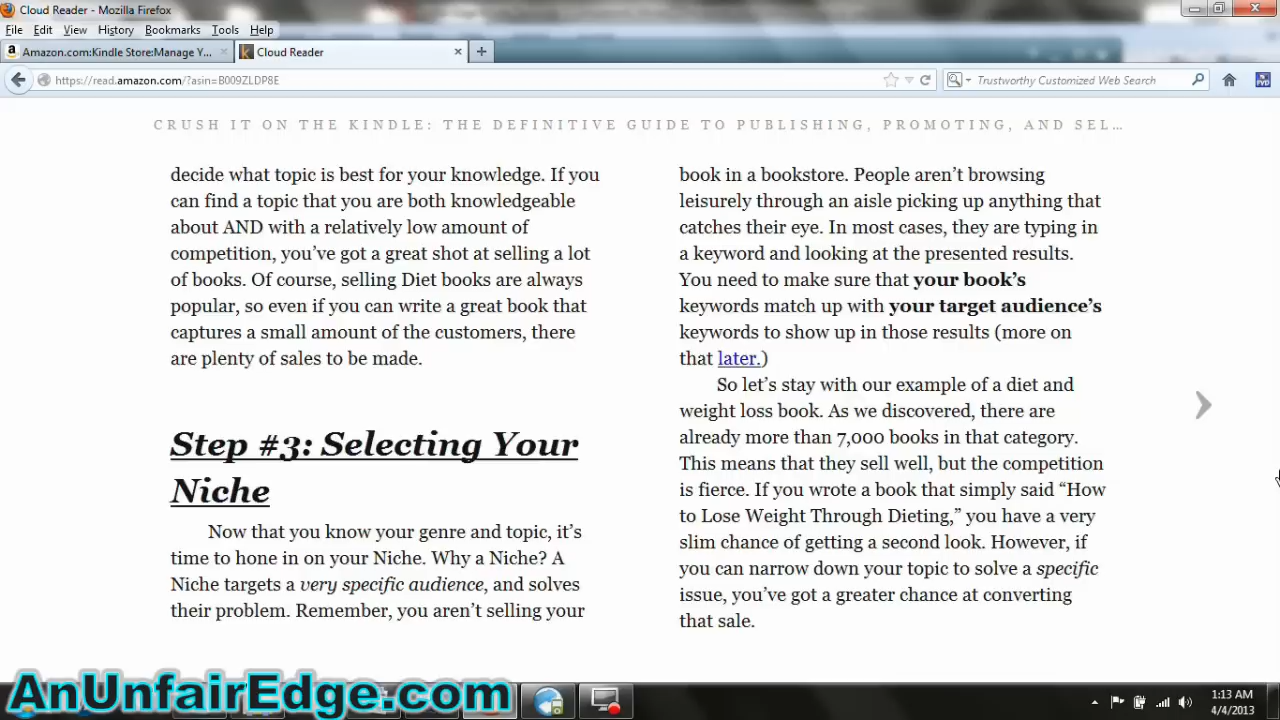 Cloud Reader - Mozilla Firefox
File Edit View History Bookmarks Tools Help
Amazon.com:Kindle Store:Manage Y...
Cloud Reader
https://read.amazon.com/?asin=B009ZLDP8E
Trustworthy Customized Web Search
FVD
CRUSH IT ON THE KINDLE: THE DEFINITIVE GUIDE TO PUBLISHING, PROMOTING, AND SEL...
decide what topic is best for your knowledge. If you
can find a topic that you are both knowledgeable
about AND with a relatively low amount of
competition, you've got a great shot at selling a lot
of books. Of course, selling Diet books are always
popular, so even if you can write a great book that
captures a small amount of the customers, there
are plenty of sales to be made.
Step #3: Selecting Your
Niche
Now that you know your genre and topic, it's
time to hone in on your Niche. Why a Niche? A
Niche targets a very specific audience, and solves
their problem. Remember, you aren't selling your
book in a bookstore. People aren't browsing
leisurely through an aisle picking up anything that
catches their eye. In most cases, they are typing in
a keyword and looking at the presented results.
You need to make sure that your book's
keywords match up with your target audience's
keywords to show up in those results (more on
that later.)
So let's stay with our example of a diet and
weight loss book. As we discovered, there are
already more than 7,000 books in that category.
This means that they sell well, but the competition
is fierce. If you wrote a book that simply said “How
to Lose Weight Through Dieting,” you have a very
slim chance of getting a second look. However, if
you can narrow down your topic to solve a specific
issue, you've got a greater chance at converting
that sale.
AnUnfairEdge.com
1:13 AM
4/4/2013